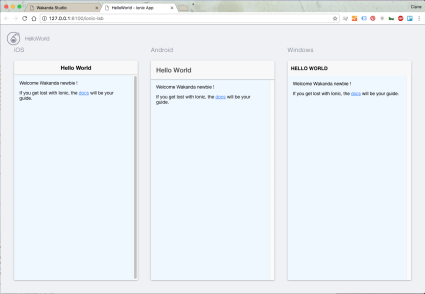 Wakanda Studio
HelloWorld - Ionic App
Clare
127.0.0.1:8100/ionic-lab
HelloWorld
iOS
Android
Windows
Hello World
Welcome Wakanda newbie !
If you get lost with Ionic, the docs will be your
guide.
Hello World
Welcome Wakanda newbie !
If you get lost with Ionic, the docs will be your
guide.
HELLO WORLD
Welcome Wakanda newbie !
If you get lost with Ionic, the docs will be your guide.